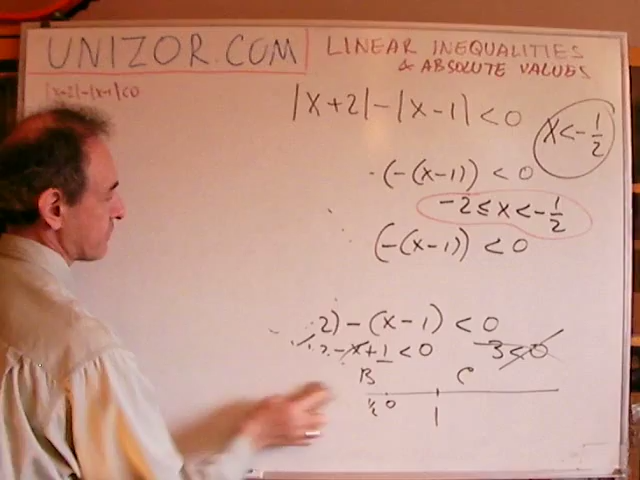 UNIZOR.COM
LINEAR INEQUALITIES
& ABSOLUTE VALUES
|x+2|-|x-1|<0
|X+2|-|X-1|<0
X<-1/2
(-(X-1))<0
-2≤X<-1/2
(-(X-1))<0
2)-(X-1)<0
-X+1<0
3<0
B C
1/2 0 1